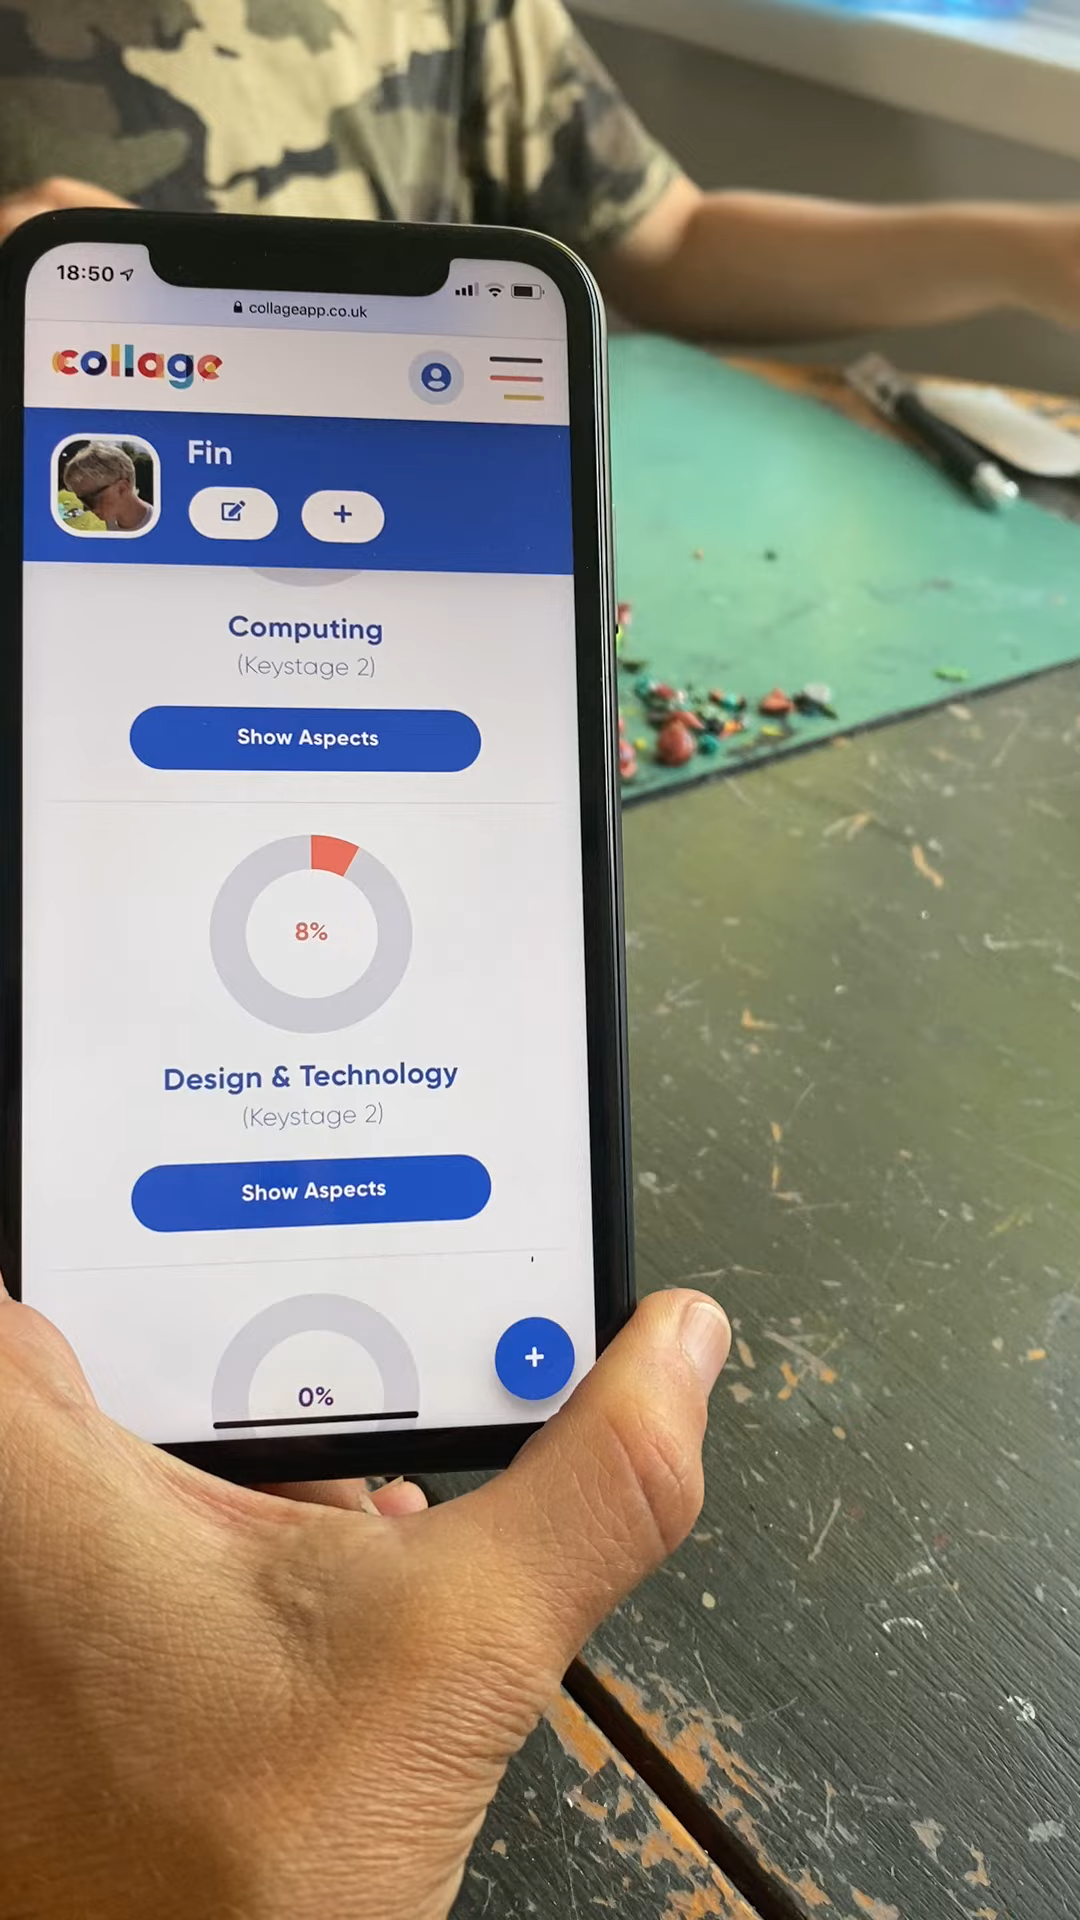 18:50
collageapp.co.uk
collage
Fin
+
Computing
(Keystage 2)
Show Aspects
8%
Design & Technology
(Keystage 2)
Show Aspects
0%
+